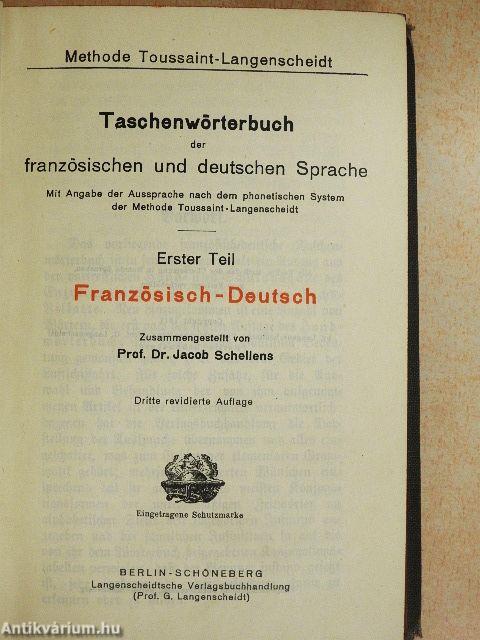 Methode Toussaint-Langenscheidt
Taschenwörterbuch
der
französischen und deutschen Sprache
Mit Angabe der Aussprache nach dem phonetischen System
der Methode Toussaint-Langenscheidt
Erster Teil
Französisch-Deutsch
Zusammengestellt von
Prof. Dr. Jacob Schellens
Dritte revidierte Auflage
Eingetragene Schutzmarke
BERLIN-SCHÖNEBERG
Langenscheidtsche Verlagsbuchhandlung
(Prof. G. Langenscheidt)
Antikvárium.hu